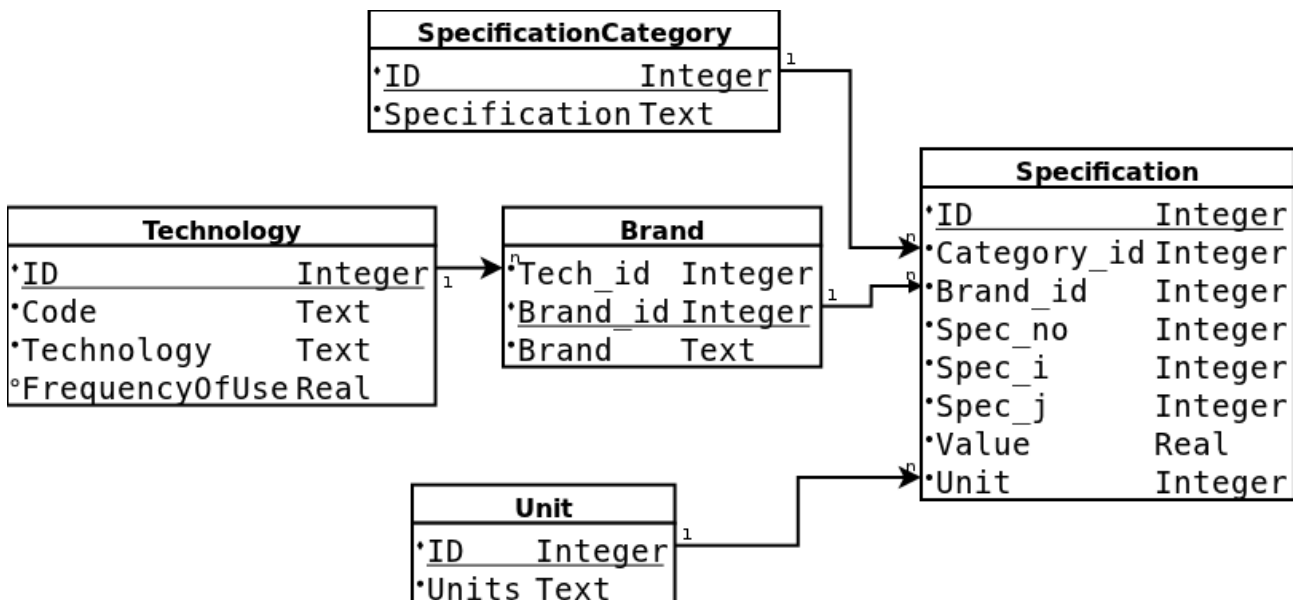 SpecificationCategory
ID Integer
Specification Text
1
Technology
ID Integer
Code Text
Technology Text
FrequencyOfUse Real
1
Brand
n
Tech_id Integer
Brand_id Integer
Brand Text
1
Specification
ID Integer
n
Category_id Integer
n
Brand_id Integer
Spec_no Integer
Spec_i Integer
Spec_j Integer
Value Real
n
Unit Integer
Unit
ID Integer
Units Text
1